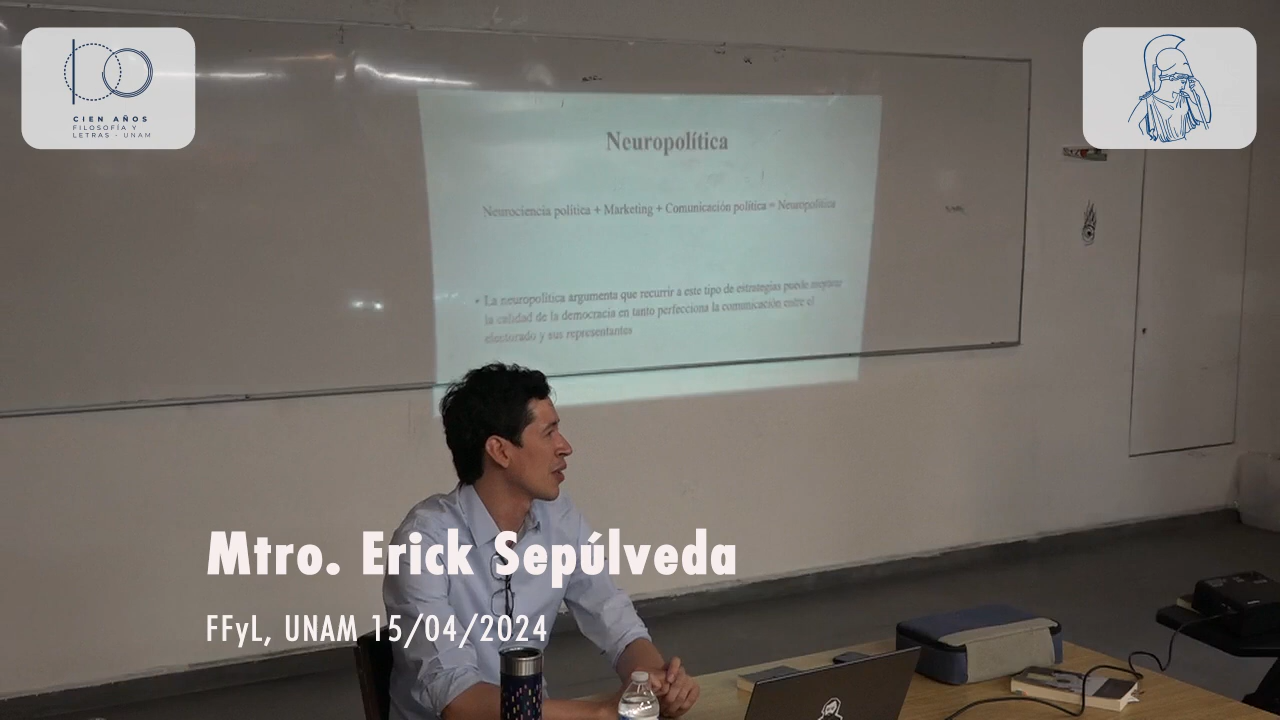 CIEN AÑOS
FILOSOFÍA Y
LETRAS - UNAM
Neuropolítica
Neurociencia política + Marketing + Comunicación política = Neuropolítica
• La neuropolítica argumenta que recurrir a este tipo de estrategias puede mejorar
la calidad de la democracia en tanto perfecciona la comunicación entre el
electorado y sus representantes
Mtro. Erick Sepúlveda
FFyL, UNAM 15/04/2024